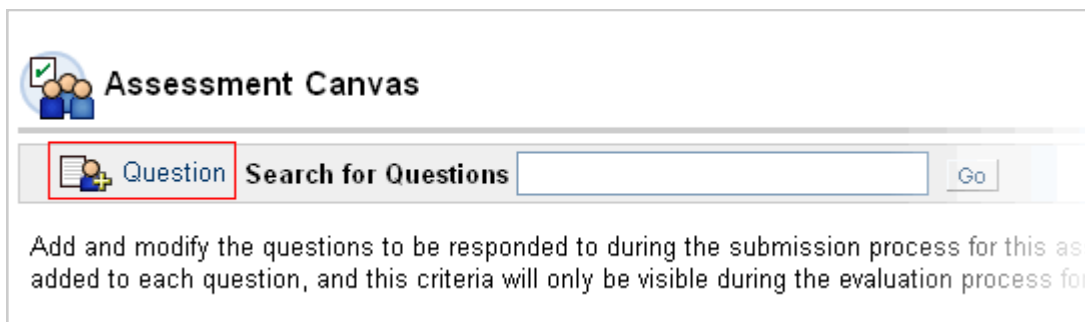 Assessment Canvas
Question Search for Questions Go
Add and modify the questions to be responded to during the submission process for this as
added to each question, and this criteria will only be visible during the evaluation process for